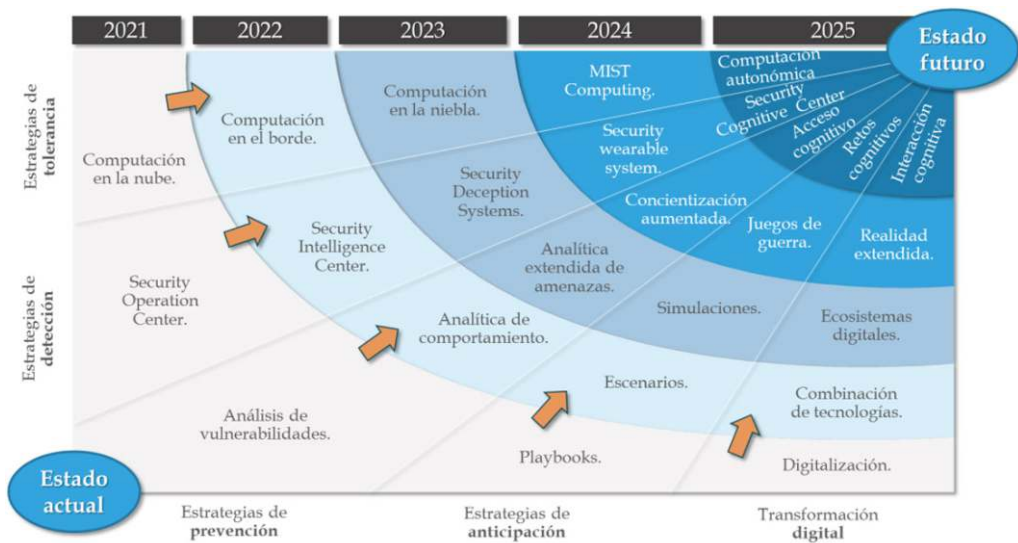 2021
2022
2023
2024
2025
Estado
futuro
Estrategias de
tolerancia
Computación
en la nube.
Computación
en el borde.
Computación
en la niebla.
MIST
Computing.
Computación
autonómica
Security
Operation
Center.
Security
Intelligence
Center.
Security
Deception
Systems.
Security
wearable
system.
Security
Cognitive Center
Estrategias de
detección
Análisis de
vulnerabilidades.
Analítica de
comportamiento.
Analítica
extendida de
amenazas.
Concientización
aumentada.
Acceso
cognitivo
Playbooks.
Escenarios.
Simulaciones.
Juegos de
guerra.
Retos
cognitivos
Digitalización.
Combinación
de tecnologías.
Ecosistemas
digitales.
Realidad
extendida.
Interacción
cognitiva
Estado
actual
Estrategias de
prevención
Estrategias de
anticipación
Transformación
digital